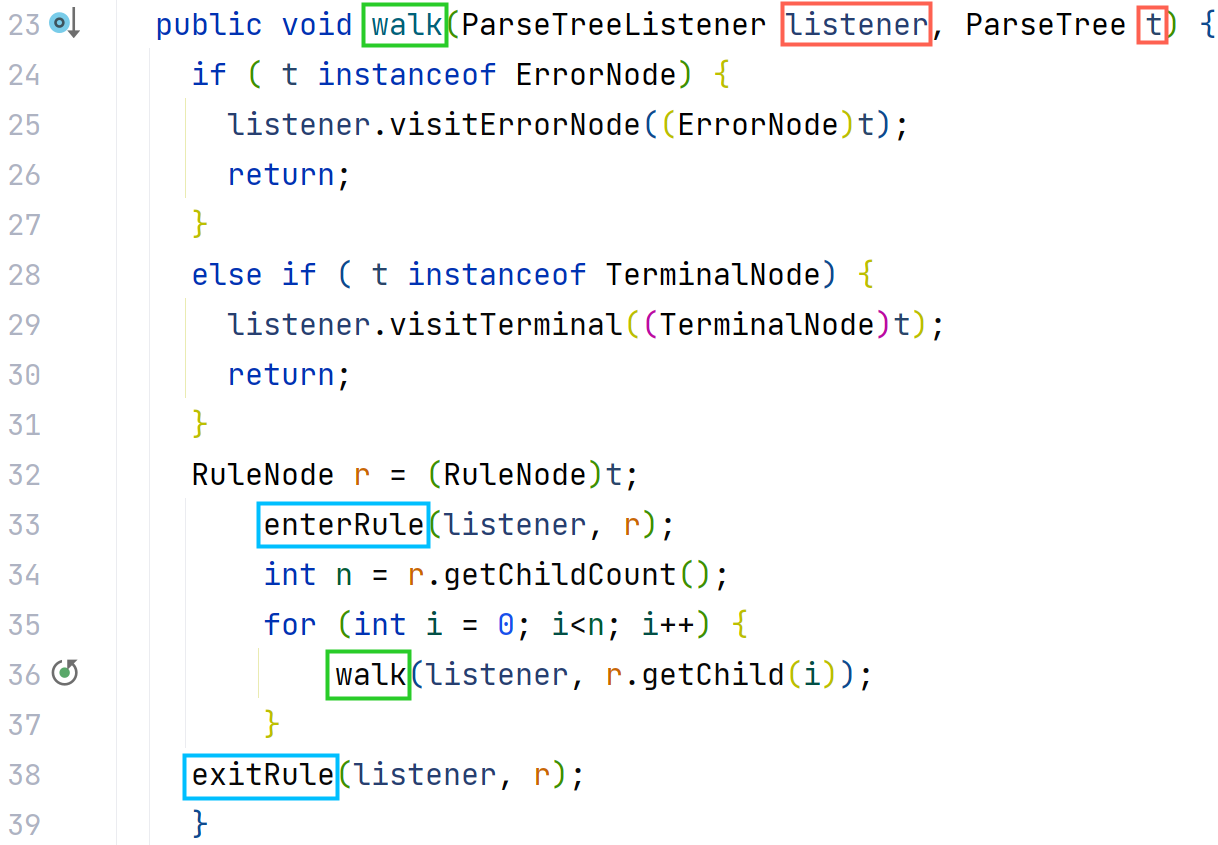 23 public void walk(ParseTreeListener listener, ParseTree t) {
24 if ( t instanceof ErrorNode) {
25 listener.visitErrorNode((ErrorNode)t);
26 return;
27 }
28 else if ( t instanceof TerminalNode) {
29 listener.visitTerminal((TerminalNode)t);
30 return;
31 }
32 RuleNode r = (RuleNode)t;
33 enterRule(listener, r);
34 int n = r.getChildCount();
35 for (int i = 0; i<n; i++) {
36 walk(listener, r.getChild(i));
37 }
38 exitRule(listener, r);
39 }